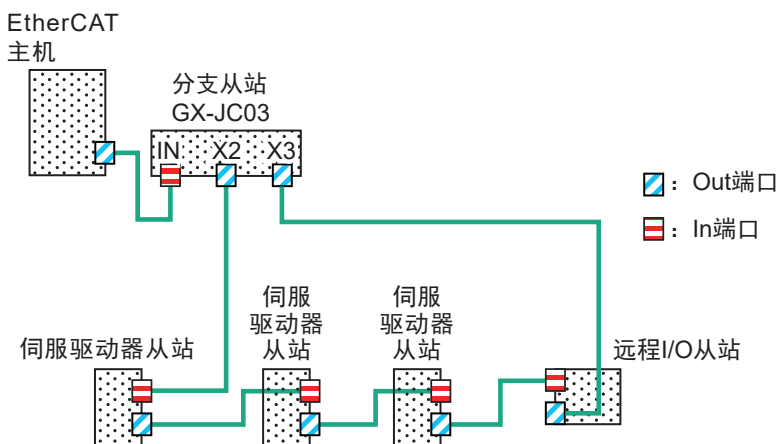 EtherCAT
主机
分支从站
GX-JC03
IN
X2
X3
：Out端口
：In端口
伺服驱动器从站
伺服
驱动器
从站
伺服
驱动器
从站
远程I/O从站